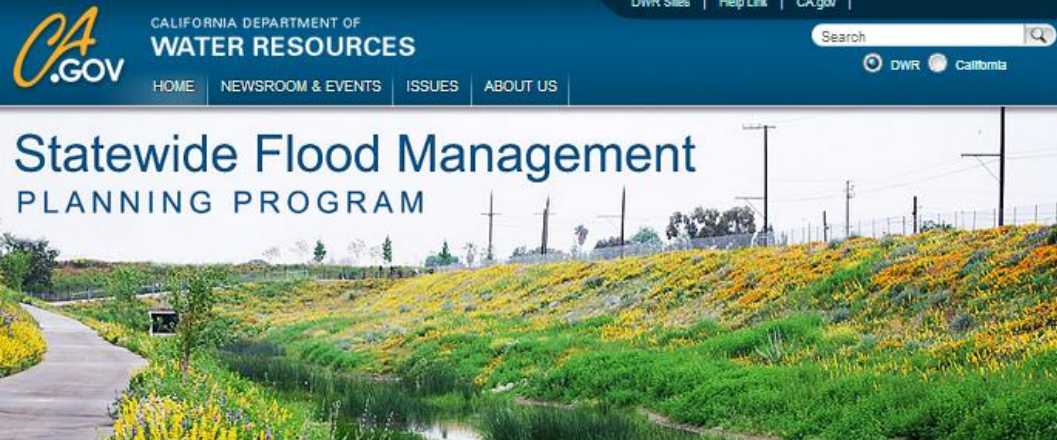 DWR Sites | Help Link | CA.gov |
CA
.GOV
CALIFORNIA DEPARTMENT OF
WATER RESOURCES
Search
DWR California
HOME NEWSROOM & EVENTS ISSUES ABOUT US
Statewide Flood Management
PLANNING PROGRAM